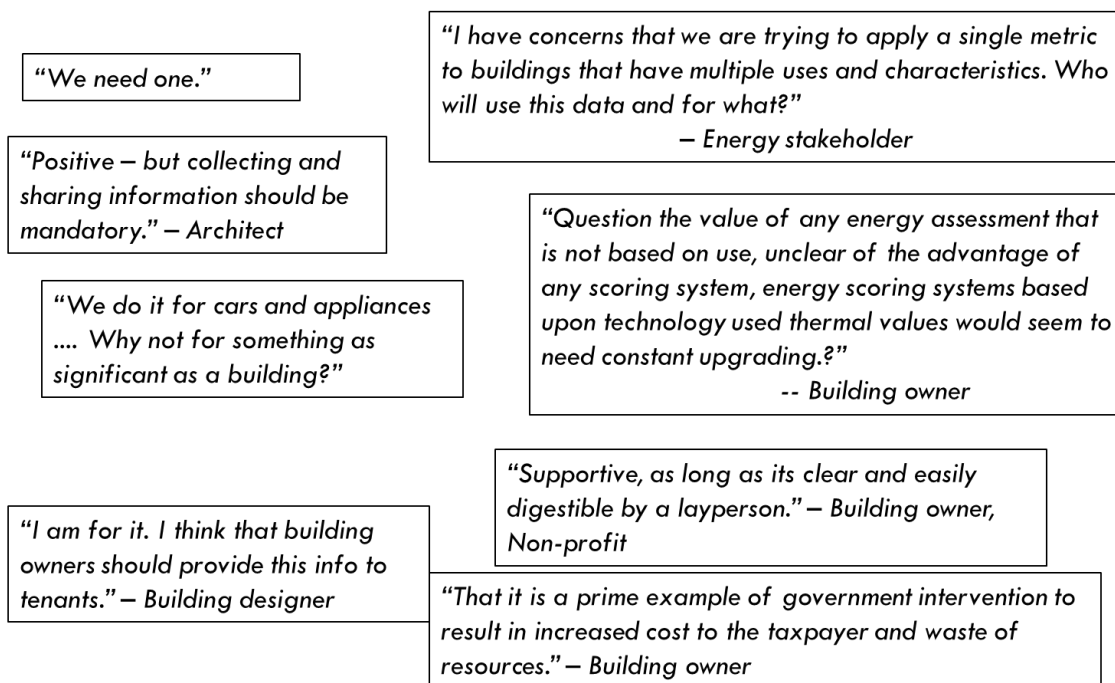 “We need one.”
“I have concerns that we are trying to apply a single metric
to buildings that have multiple uses and characteristics. Who
will use this data and for what?”
– Energy stakeholder
“Positive – but collecting and
sharing information should be
mandatory.” – Architect
“Question the value of any energy assessment that
is not based on use, unclear of the advantage of
any scoring system, energy scoring systems based
upon technology used thermal values would seem to
need constant upgrading.?”
-- Building owner
“We do it for cars and appliances
.... Why not for something as
significant as a building?”
“Supportive, as long as its clear and easily
digestible by a layperson.” – Building owner,
Non-profit
“I am for it. I think that building
owners should provide this info to
tenants.” – Building designer
“That it is a prime example of government intervention to
result in increased cost to the taxpayer and waste of
resources.” – Building owner